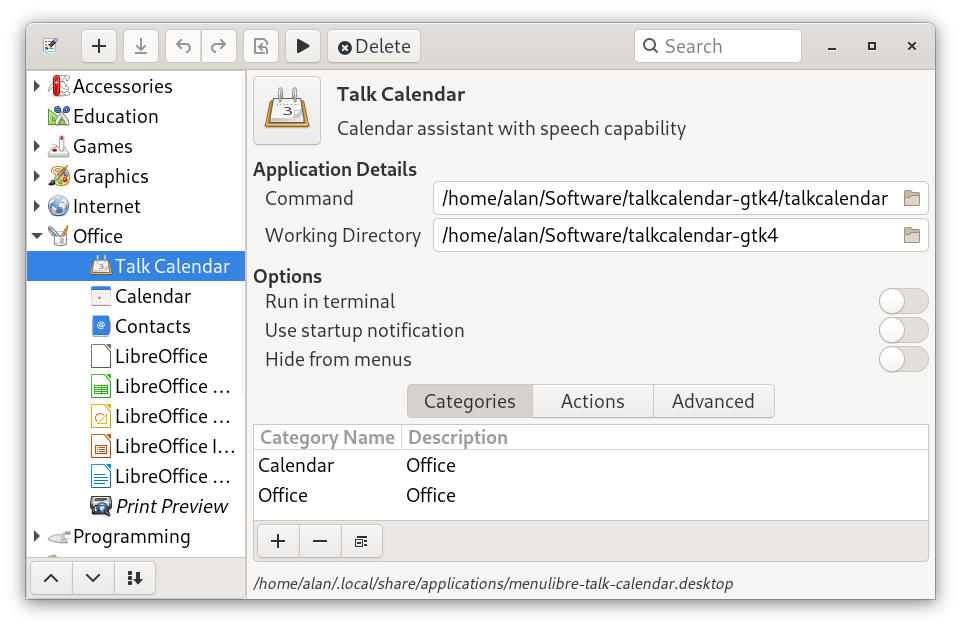 Delete
Search
Accessories
Education
Games
Graphics
Internet
Office
Talk Calendar
Calendar
Contacts
LibreOffice
LibreOffice ...
LibreOffice ...
LibreOffice I...
LibreOffice ...
Print Preview
Programming
3
Talk Calendar
Calendar assistant with speech capability
Application Details
Command /home/alan/Software/talkcalendar-gtk4/talkcalendar
Working Directory /home/alan/Software/talkcalendar-gtk4
Options
Run in terminal
Use startup notification
Hide from menus
Categories Actions Advanced
Category Name Description
Calendar Office
Office Office
/home/alan/.local/share/applications/menulibre-talk-calendar.desktop